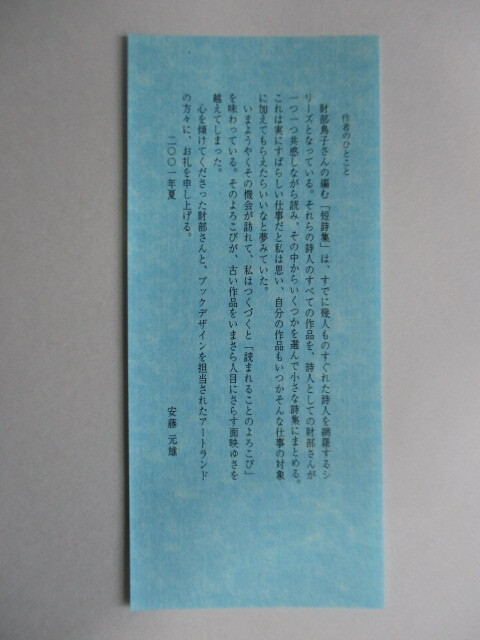 作者のひとこと
財部鳥子さんの編む「短詩集」は、すでに幾人ものすぐれた詩人を網羅するシ
リーズとなっている。それらの詩人のすべての作品を、詩人としての財部さんが
一つ一つ共感しながら読み、その中からいくつかを選んで小さな詩集にまとめる。
これは実にすばらしい仕事だと私は思い、自分の作品もいつかそんな仕事の対象
に加えてもらえたらいいなと夢みていた。
いまようやくその機会が訪れて、私はつくづくと「読まれることのよろこび」
を味わっている。そのよろこびが、古い作品をいまさら人目にさらす面映ゆさを
越えてしまった。
心を傾けてくださった財部さんと、ブックデザインを担当されたアートランド
の方々に、お礼を申し上げる。
二〇〇一年夏
安藤元雄